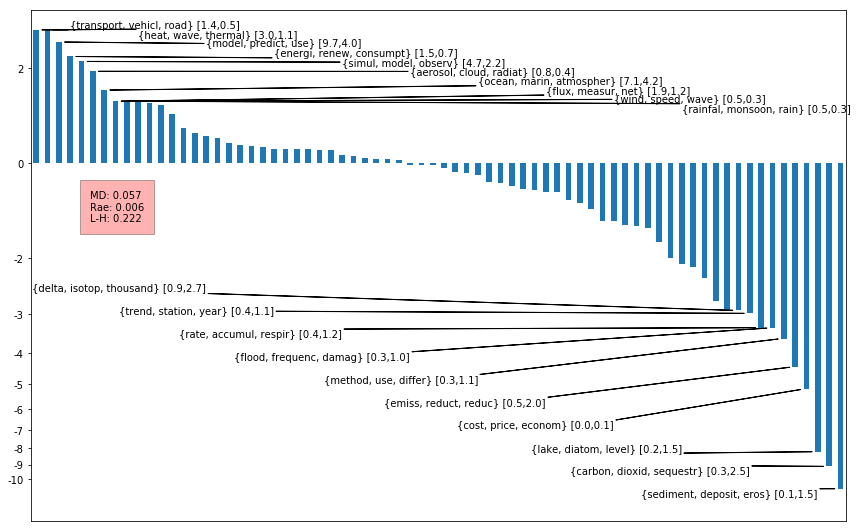 {transport, vehicl, road} [1.4,0.5]
{heat, wave, thermal} [3.0,1.1]
{model, predict, use} [9.7,4.0]
{energi, renew, consumpt} [1.5,0.7]
{simul, model, observ} [4.7,2.2]
{aerosol, cloud, radiat} [0.8,0.4]
{ocean, marin, atmospher} [7.1,4.2]
{flux, measur, net} [1.9,1.2]
{wind, speed, wave} [0.5,0.3]
{rainfal, monsoon, rain} [0.5,0.3]
2
0
MD: 0.057
Rae: 0.006
L-H: 0.222
-2
{delta, isotop, thousand} [0.9,2.7]
-3
{trend, station, year} [0.4,1.1]
{rate, accumul, respir} [0.4,1.2]
-4
{flood, frequenc, damag} [0.3,1.0]
{method, use, differ} [0.3,1.1]
-5
{emiss, reduct, reduc} [0.5,2.0]
-6
{cost, price, econom} [0.0,0.1]
-7
{lake, diatom, level} [0.2,1.5]
-8
-9
{carbon, dioxid, sequestr} [0.3,2.5]
-10
{sediment, deposit, eros} [0.1,1.5]